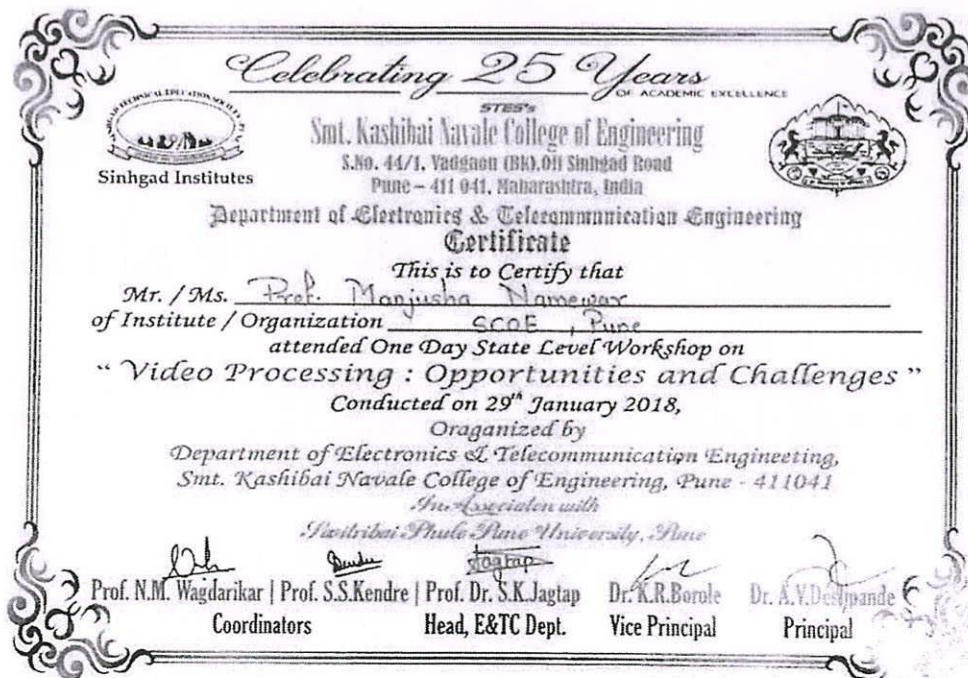 Celebrating 25 Years
OF ACADEMIC EXCELLENCE
STES's
Smt. Kashibai Navale College of Engineering
S.No. 44/1, Vadgaon (BK),Off Sinhgad Road
Pune – 411 041, Maharashtra, India
Sinhgad Institutes
Department of Electronics & Telecommunication Engineering
Certificate
This is to Certify that
Mr. / Ms. Prof. Manjusha Namewar
of Institute / Organization SCOE , Pune
attended One Day State Level Workshop on
" Video Processing : Opportunities and Challenges "
Conducted on 29th January 2018,
Oraganized by
Department of Electronics & Telecommunication Engineeting,
Smt. Kashibai Navale College of Engineering, Pune - 411041
In Associaton with
Savitribai Phule Pune University, Pune
Jagtap
Prof. N.M. Wagdarikar | Prof. S.S.Kendre | Prof. Dr. S.K.Jagtap Dr. K.R.Borole Dr. A.V.Deshpande
Coordinators Head, E&TC Dept. Vice Principal Principal